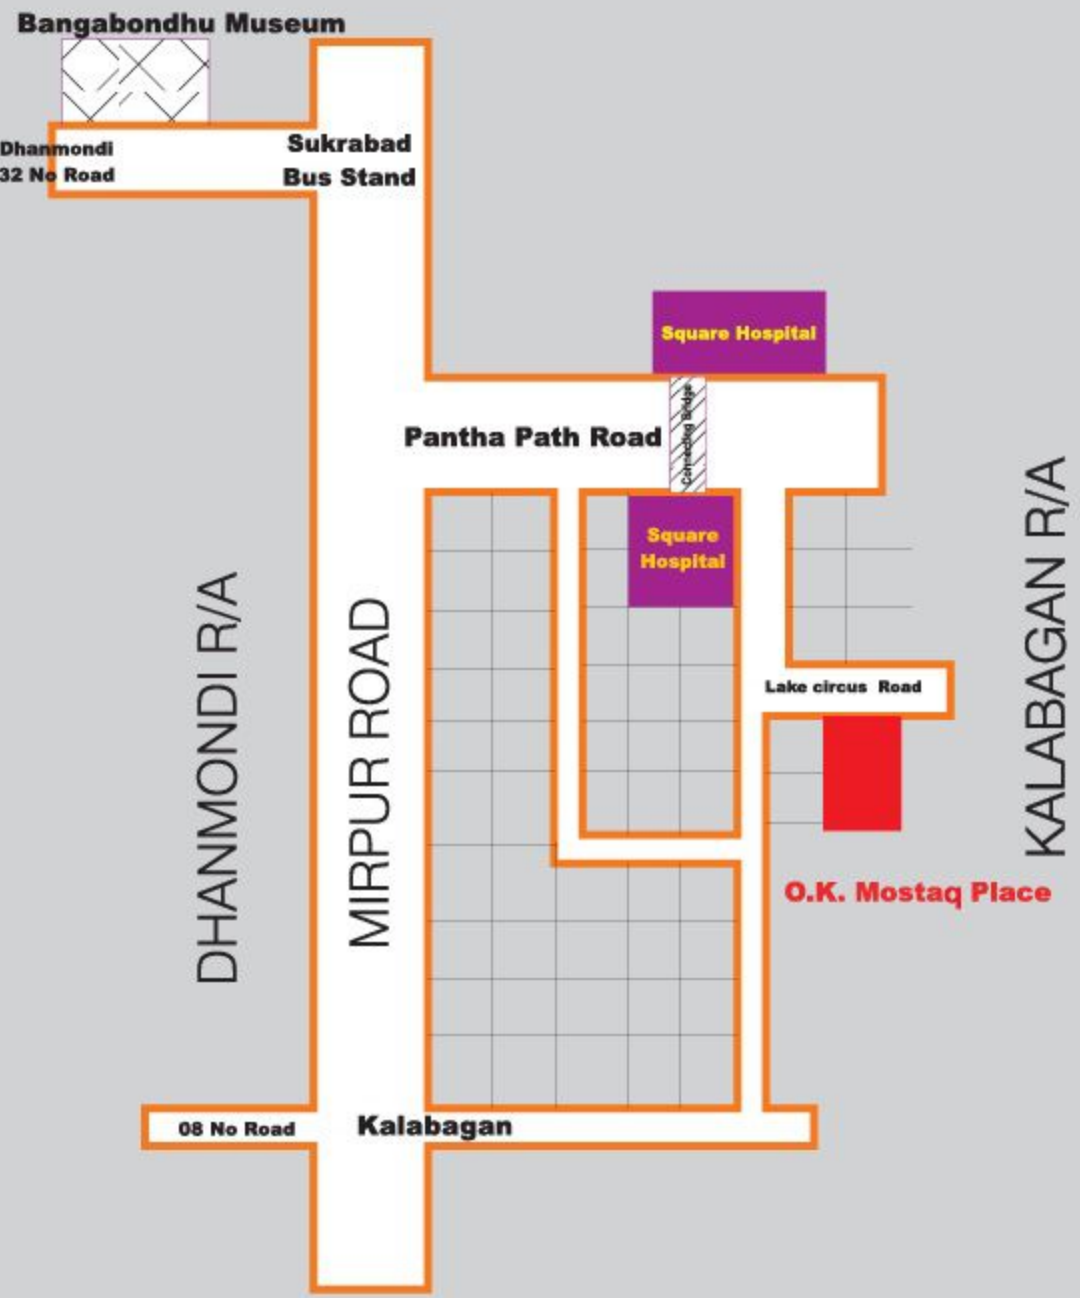 Bangabondhu Museum
Dhanmondi
32 No Road
Sukrabad
Bus Stand
Square Hospital
Pantha Path Road
Connecting Bridge
Square
Hospital
KALABAGAN R/A
DHANMONDI R/A
MIRPUR ROAD
Lake circus Road
O.K. Mostaq Place
08 No Road
Kalabagan